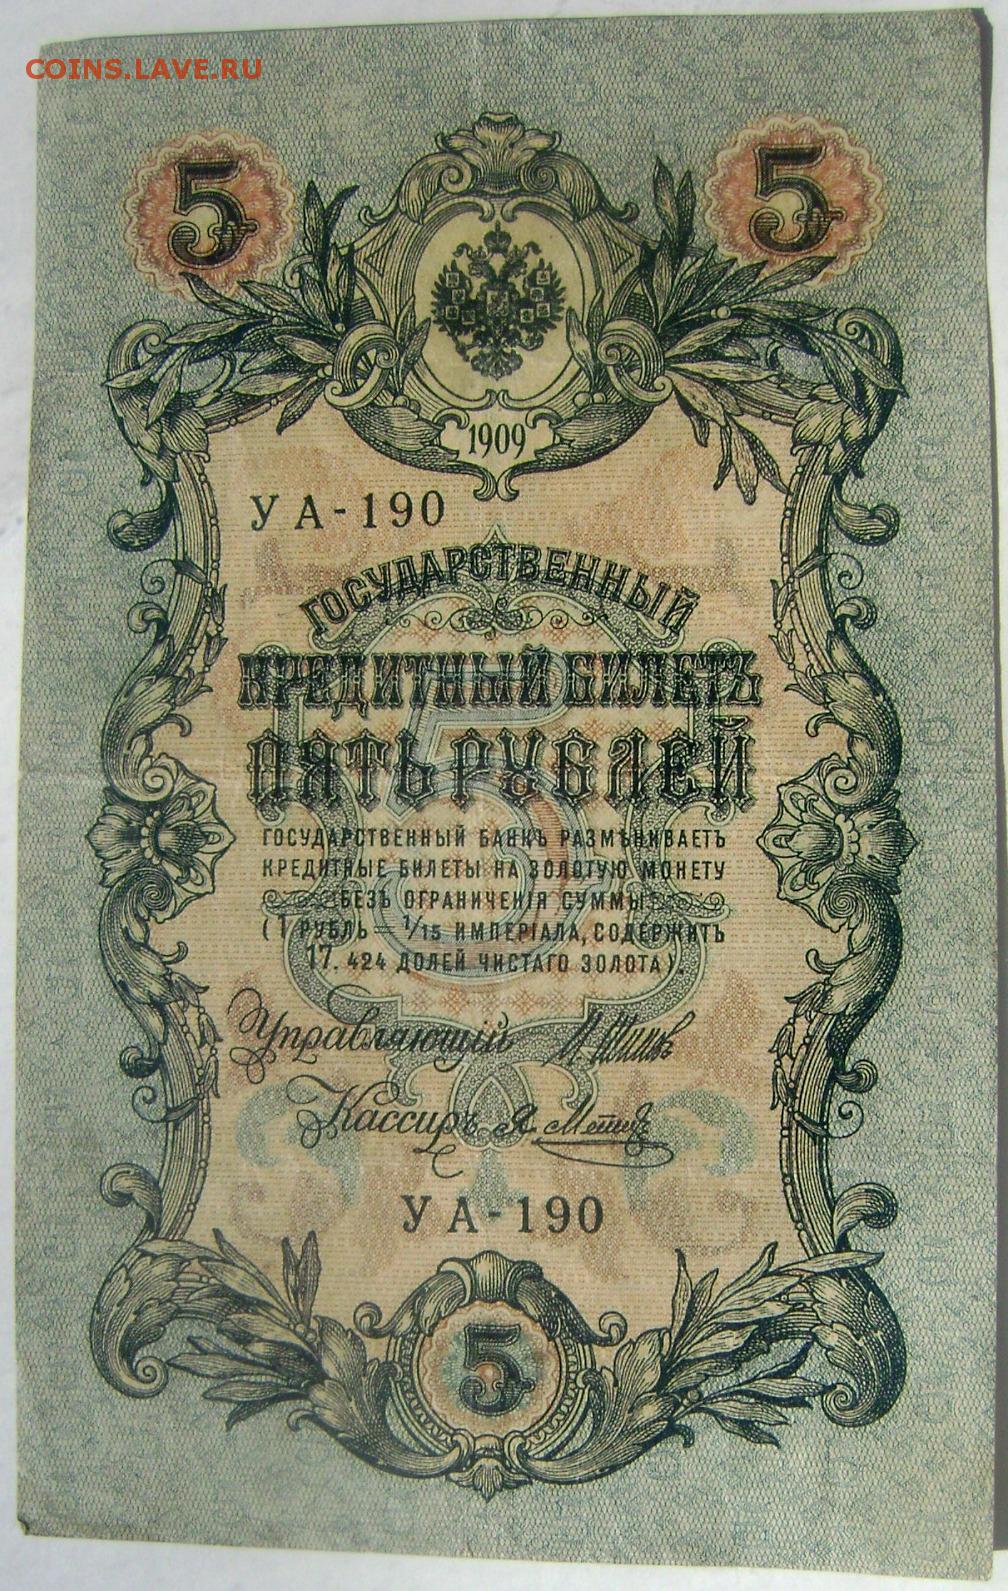 COINS.LAVE.RU
5 5
1909
УА-190
ГОСУДАРСТВЕННЫЙ
КРЕДИТНЫЙ БИЛЕТЪ
ПЯТЬ РУБЛЕЙ
ГОСУДАРСТВЕННЫЙ БАНКЪ РАЗМѢНИВАЕТЪ
КРЕДИТНЫЕ БИЛЕТЫ НА ЗОЛОТУЮ МОНЕТУ
БЕЗЪ ОГРАНИЧЕНІЯ СУММЫ
(1 РУБЛЬ = 1/15 ИМПЕРІАЛА, СОДЕРЖИТЪ
17.424 ДОЛЕЙ ЧИСТАГО ЗОЛОТА).
Управляющій И. Шиповъ
Кассиръ Я. Метцъ
УА-190
5